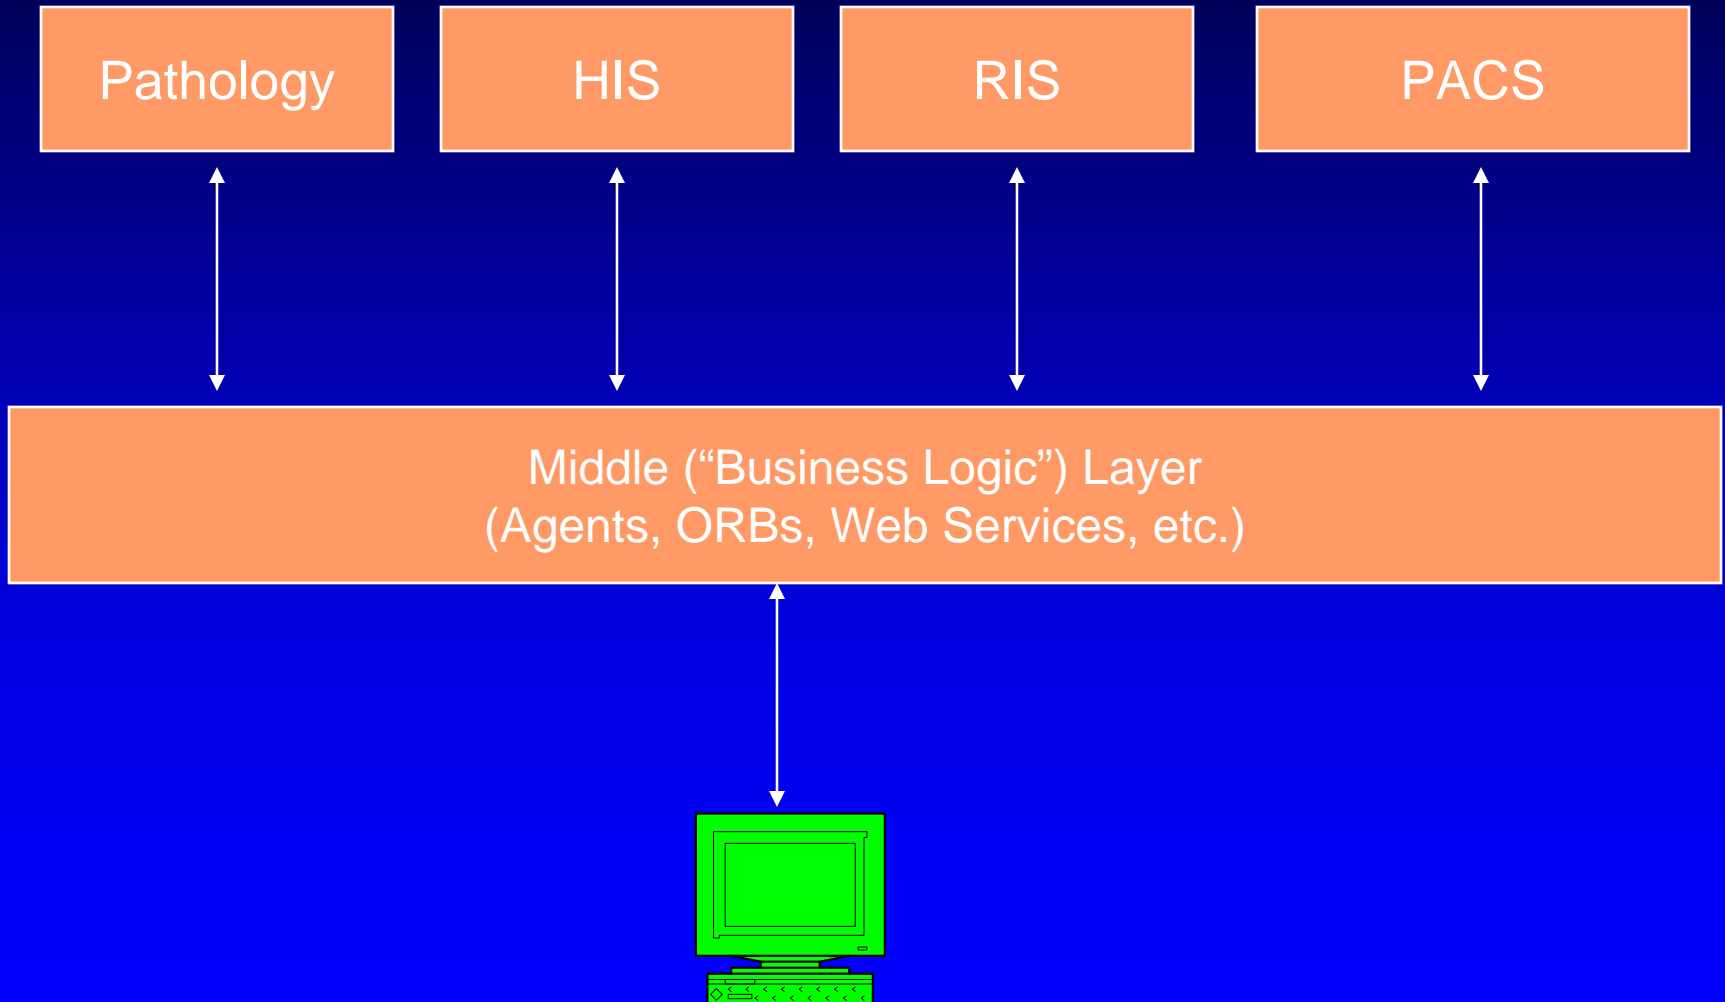 Pathology
HIS
RIS
PACS
Middle (“Business Logic”) Layer
(Agents, ORBs, Web Services, etc.)